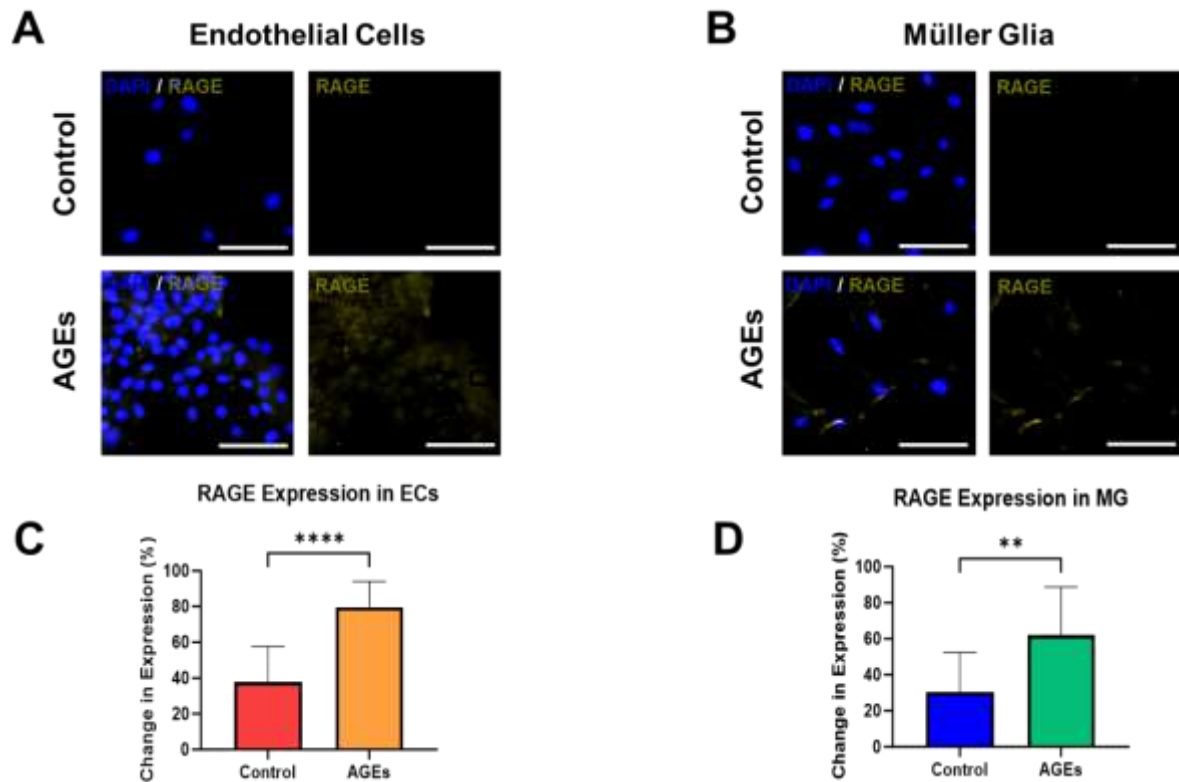 A
Endothelial Cells
B
Müller Glia
Control
DAPI / RAGE
RAGE
DAPI / RAGE
RAGE
AGEs
DAPI / RAGE
RAGE
DAPI / RAGE
RAGE
Control
AGEs
RAGE Expression in ECs
RAGE Expression in MG
C
****
Change in Expression (%)
100
80
60
40
20
0
Control
AGEs
D
**
Change in Expression (%)
100
80
60
40
20
0
Control
AGEs